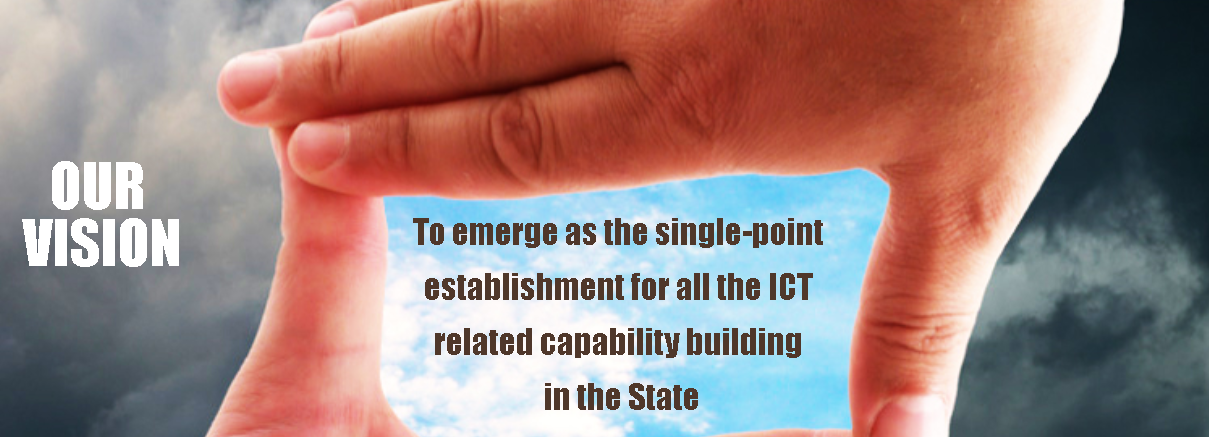 OUR
VISION
To emerge as the single-point
establishment for all the ICT
related capability building
in the State